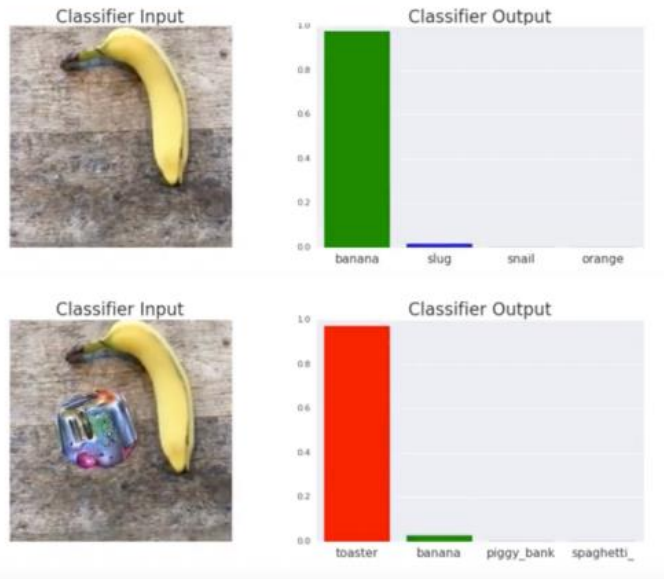 Classifier Input
Classifier Output
1.0
0.8
0.6
0.4
0.2
0.0
banana slug snail orange
Classifier Input
Classifier Output
1.0
0.8
0.6
0.4
0.2
0.0
toaster banana piggy_bank spaghetti_